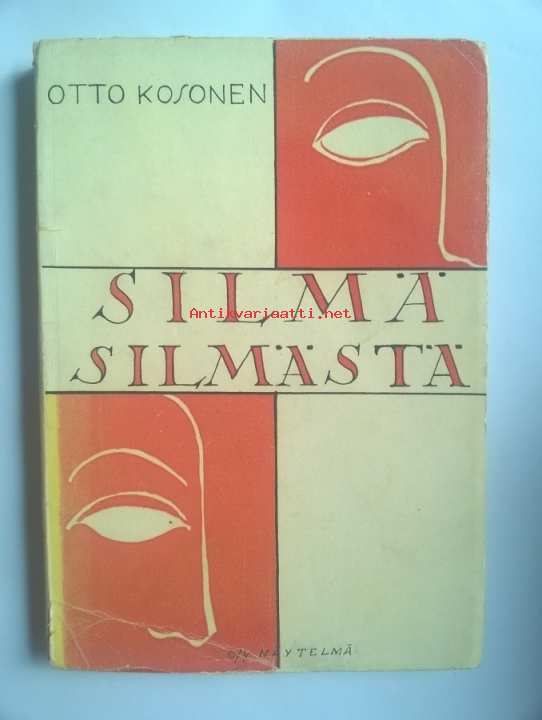 OTTO KOSONEN
SILMÄ
Antikvariaatti.net
SILMÄSTÄ
O/Y NÄYTELMÄ